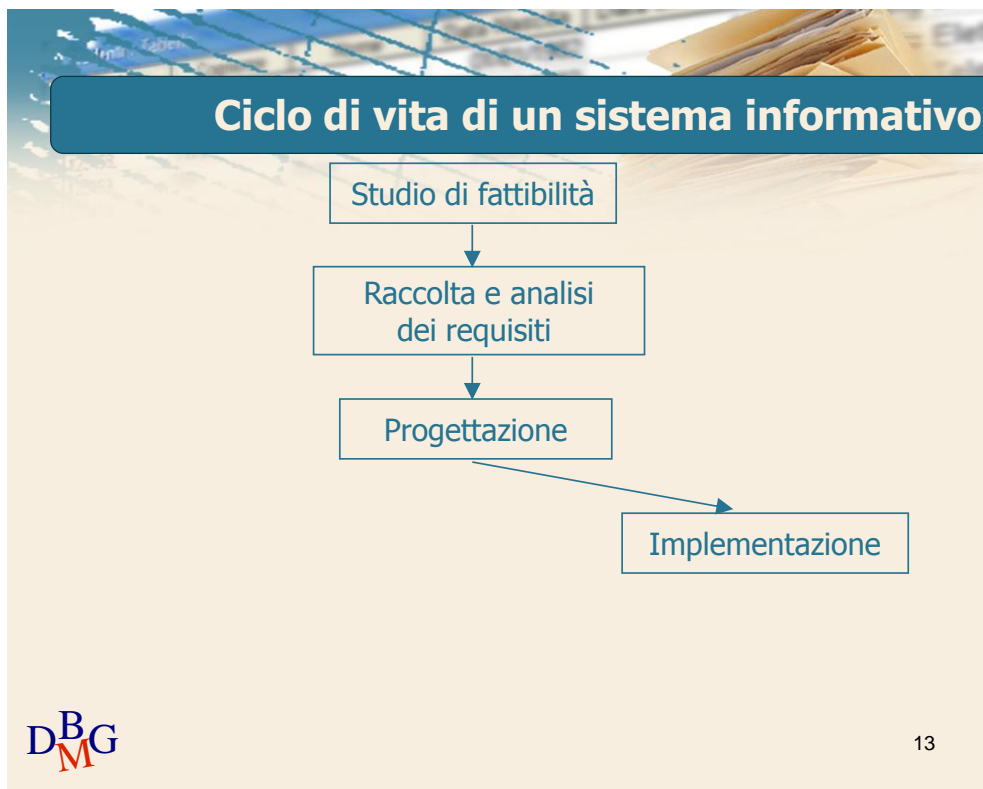 Ciclo di vita di un sistema informativo
Studio di fattibilità
Raccolta e analisi
dei requisiti
Progettazione
Implementazione
DBMG
13